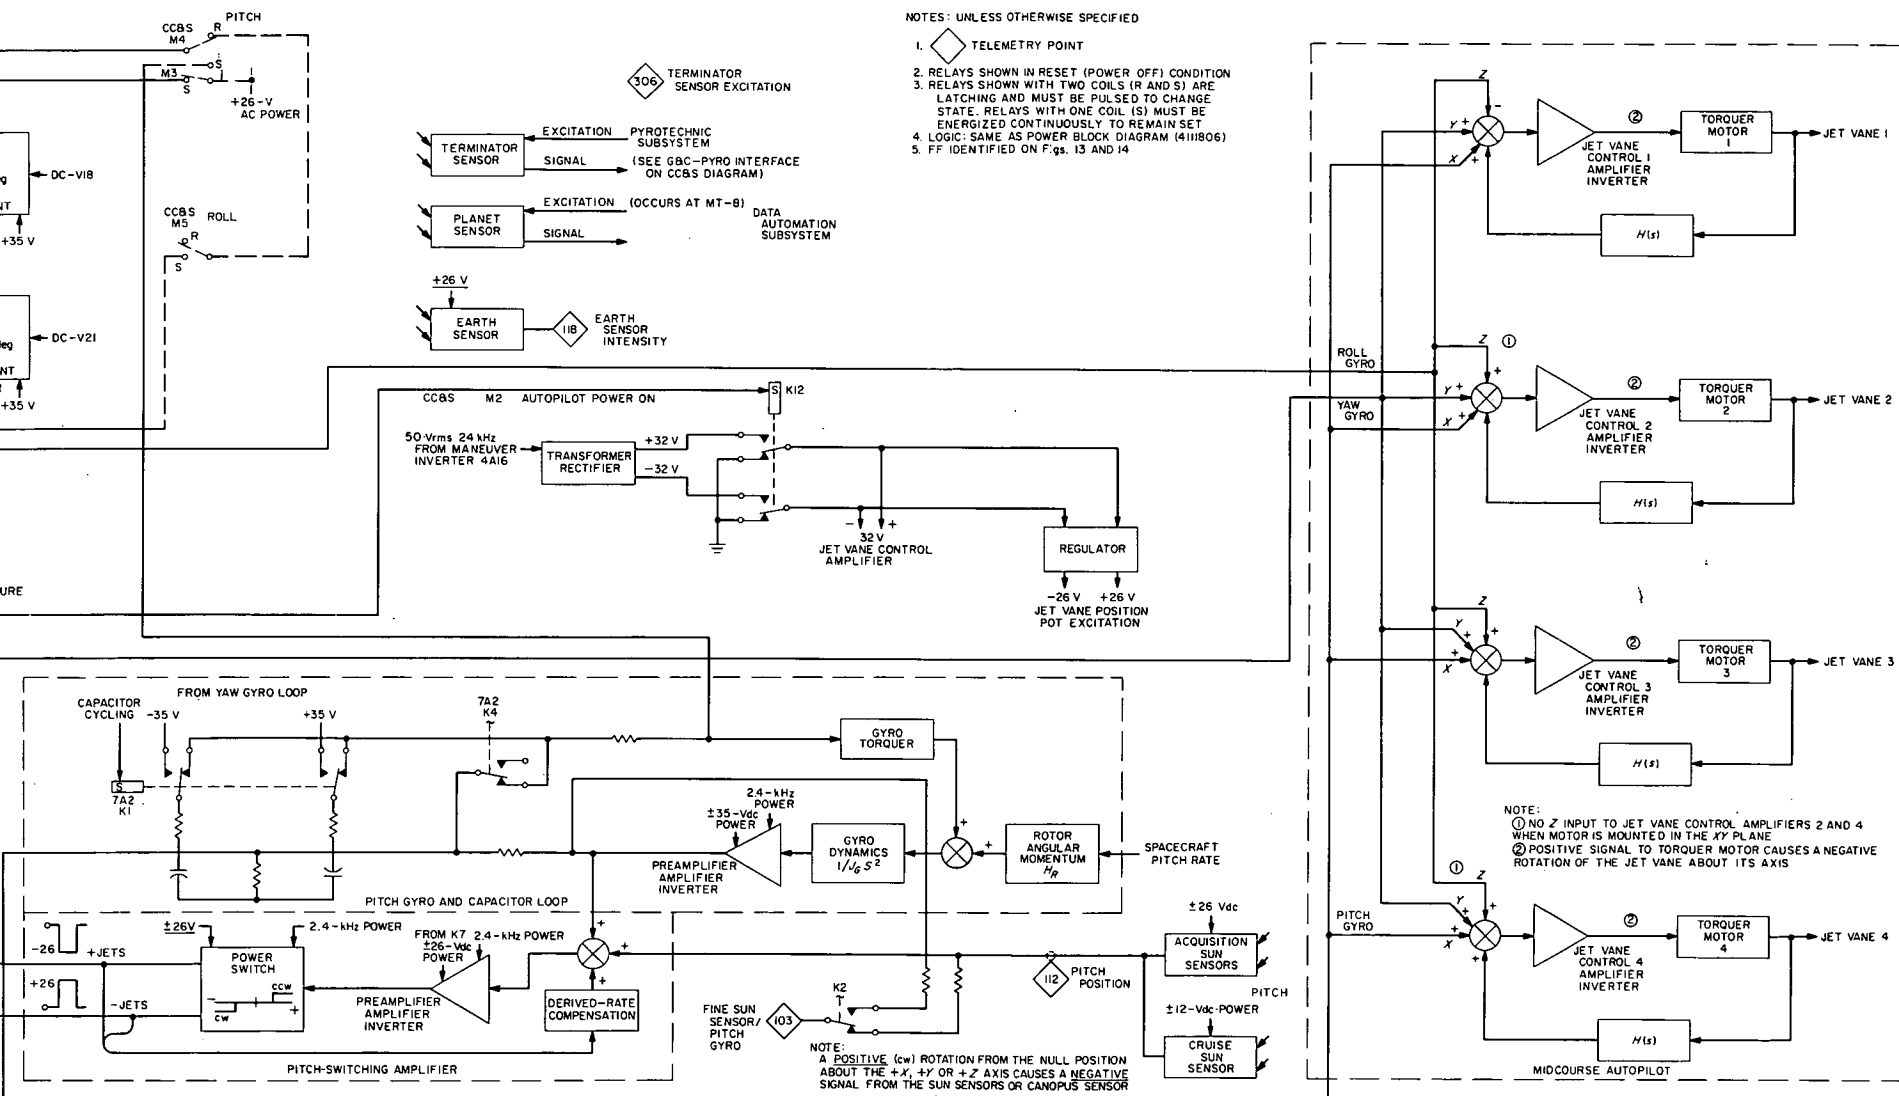 PITCH
CC&S
M4
R
S
M3
S
+26-V
AC POWER
DC-V18
+35 V
CC&S
M5
ROLL
R
S
DC-V21
+35 V
NOTES: UNLESS OTHERWISE SPECIFIED
1. TELEMETRY POINT
2. RELAYS SHOWN IN RESET (POWER OFF) CONDITION
3. RELAYS SHOWN WITH TWO COILS (R AND S) ARE
LATCHING AND MUST BE PULSED TO CHANGE
STATE. RELAYS WITH ONE COIL (S) MUST BE
ENERGIZED CONTINUOUSLY TO REMAIN SET
4. LOGIC: SAME AS POWER BLOCK DIAGRAM (4111806)
5. FF IDENTIFIED ON Figs. 13 AND 14
306
TERMINATOR
SENSOR EXCITATION
TERMINATOR
SENSOR
EXCITATION
PYROTECHNIC
SUBSYSTEM
SIGNAL
(SEE G&C-PYRO INTERFACE
ON CC&S DIAGRAM)
PLANET
SENSOR
EXCITATION
(OCCURS AT MT-8)
DATA
AUTOMATION
SUBSYSTEM
SIGNAL
+26 V
EARTH
SENSOR
118
EARTH
SENSOR
INTENSITY
CC&S M2 AUTOPILOT POWER ON
S
K12
50 Vrms 24 kHz
FROM MANEUVER
INVERTER 4A16
TRANSFORMER
RECTIFIER
+32 V
-32 V
- +
32 V
JET VANE CONTROL
AMPLIFIER
REGULATOR
-26 V +26 V
JET VANE POSITION
POT EXCITATION
URE
FROM YAW GYRO LOOP
CAPACITOR
CYCLING
-35 V
+35 V
S
7A2
K1
7A2
K4
GYRO
TORQUER
+
2.4-kHz
POWER
±35-Vdc
POWER
PREAMPLIFIER
AMPLIFIER
INVERTER
GYRO
DYNAMICS
1/JG S²
+
ROTOR
ANGULAR
MOMENTUM
HR
SPACECRAFT
PITCH RATE
PITCH GYRO AND CAPACITOR LOOP
-26
+JETS
+26
-JETS
±26V
2.4-kHz POWER
POWER
SWITCH
CCW
-
+
CW
FROM K7
±26-Vdc
POWER
2.4-kHz POWER
PREAMPLIFIER
AMPLIFIER
INVERTER
+
+
+
DERIVED-RATE
COMPENSATION
PITCH-SWITCHING AMPLIFIER
FINE SUN
SENSOR/
PITCH
GYRO
103
K2
112
PITCH
POSITION
±26 Vdc
ACQUISITION
SUN
SENSORS
PITCH
±12-Vdc-POWER
CRUISE
SUN
SENSOR
NOTE:
A POSITIVE (cw) ROTATION FROM THE NULL POSITION
ABOUT THE +X, +Y OR +Z AXIS CAUSES A NEGATIVE
SIGNAL FROM THE SUN SENSORS OR CANOPUS SENSOR
Z
-
Y +
X +
2
JET VANE
CONTROL 1
AMPLIFIER
INVERTER
TORQUER
MOTOR
1
JET VANE 1
H(s)
ROLL
GYRO
YAW
GYRO
Z
1
+
Y +
X +
2
JET VANE
CONTROL 2
AMPLIFIER
INVERTER
TORQUER
MOTOR
2
JET VANE 2
H(s)
Z
+
Y +
X +
2
JET VANE
CONTROL 3
AMPLIFIER
INVERTER
TORQUER
MOTOR
3
JET VANE 3
H(s)
NOTE:
1 NO Z INPUT TO JET VANE CONTROL AMPLIFIERS 2 AND 4
WHEN MOTOR IS MOUNTED IN THE XY PLANE
2 POSITIVE SIGNAL TO TORQUER MOTOR CAUSES A NEGATIVE
ROTATION OF THE JET VANE ABOUT ITS AXIS
PITCH
GYRO
1
Z
+
Y +
X +
+
2
JET VANE
CONTROL 4
AMPLIFIER
INVERTER
TORQUER
MOTOR
4
JET VANE 4
H(s)
MIDCOURSE AUTOPILOT